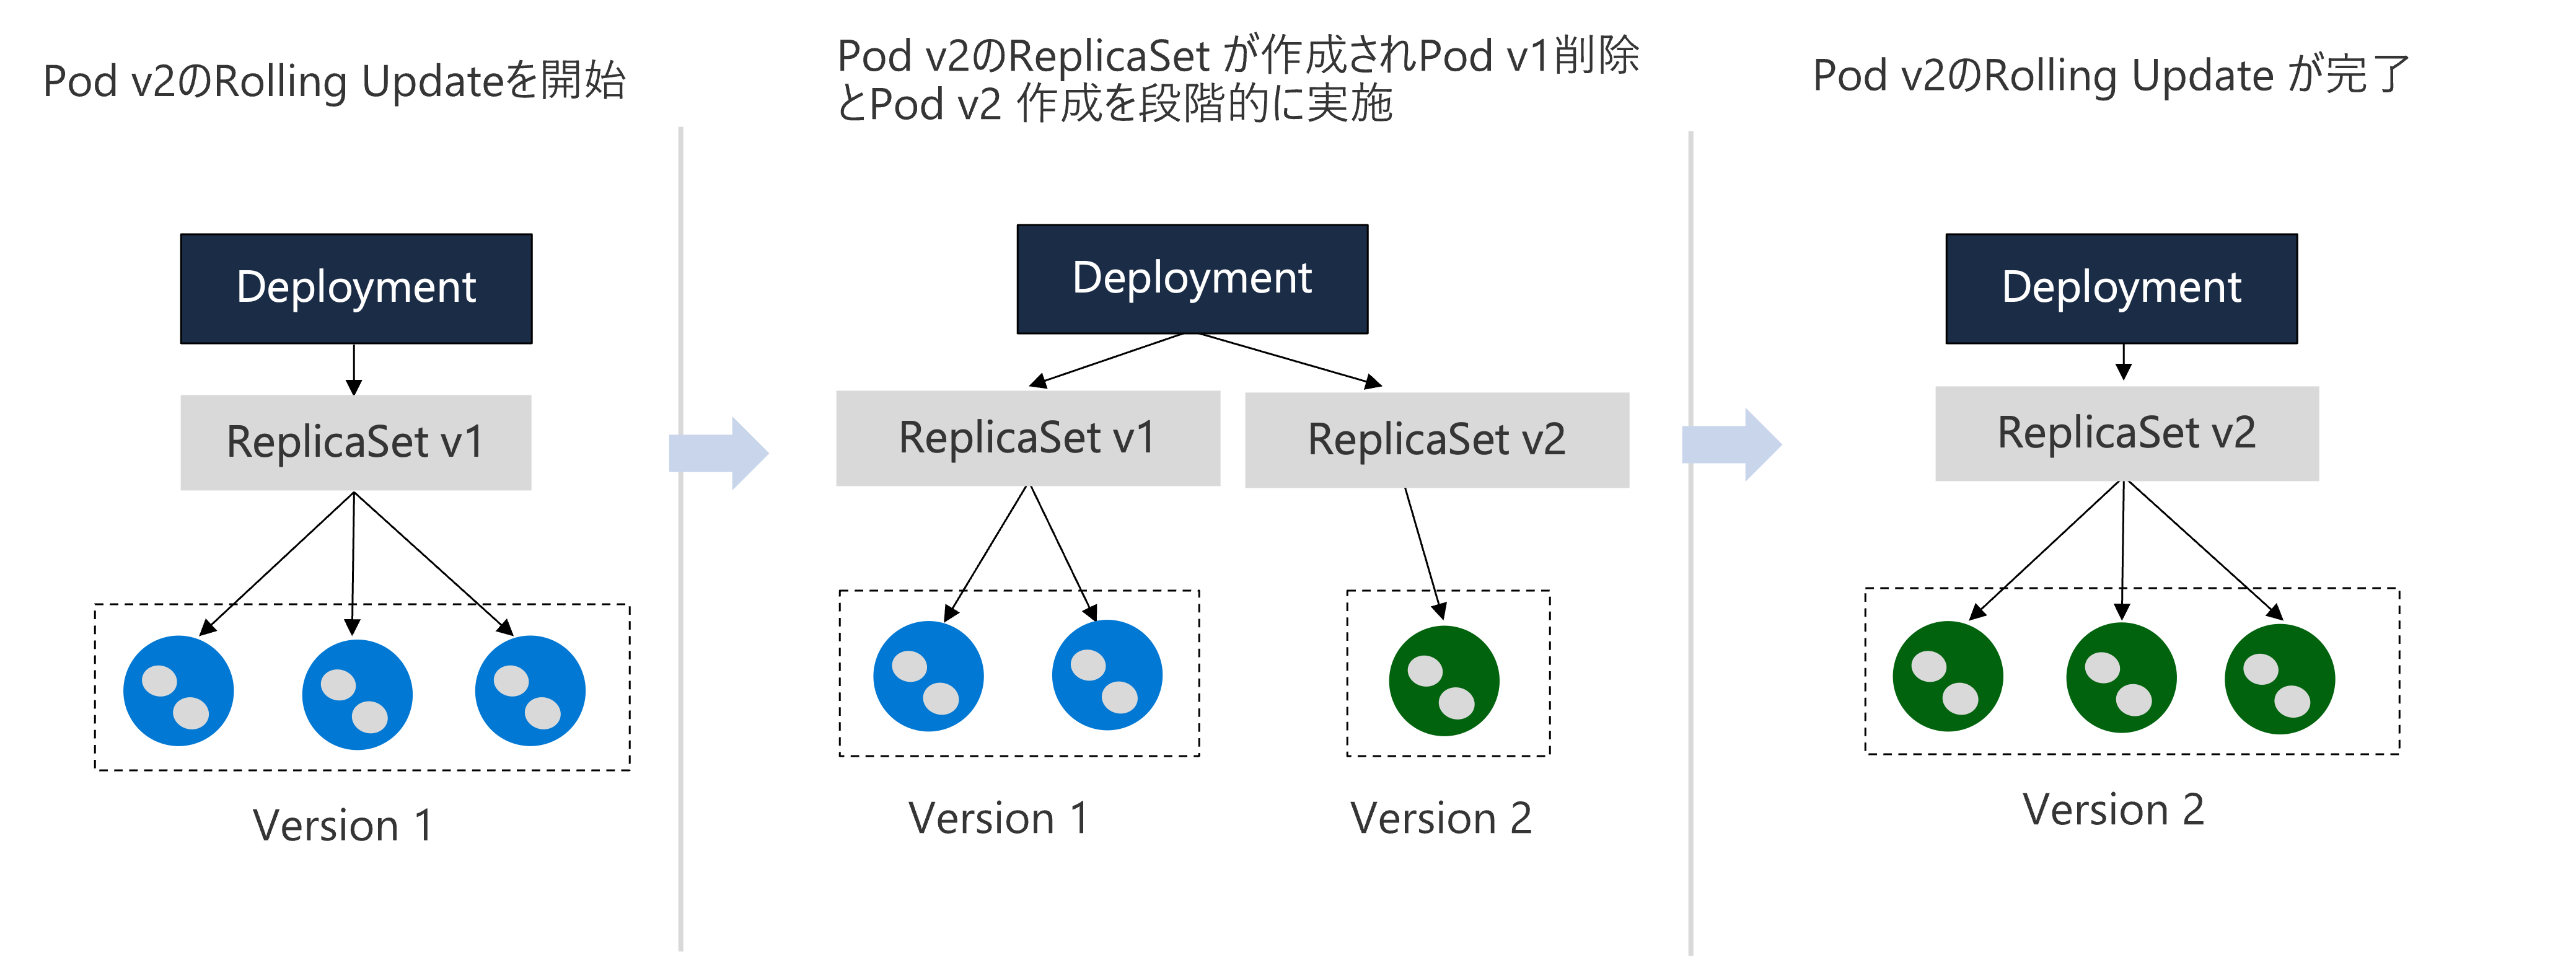 Pod v2のRolling Updateを開始
Deployment
ReplicaSet v1
Version 1
Pod v2のReplicaSet が作成されPod v1削除
とPod v2 作成を段階的に実施
Deployment
ReplicaSet v1
ReplicaSet v2
Version 1
Version 2
Pod v2のRolling Update が完了
Deployment
ReplicaSet v2
Version 2